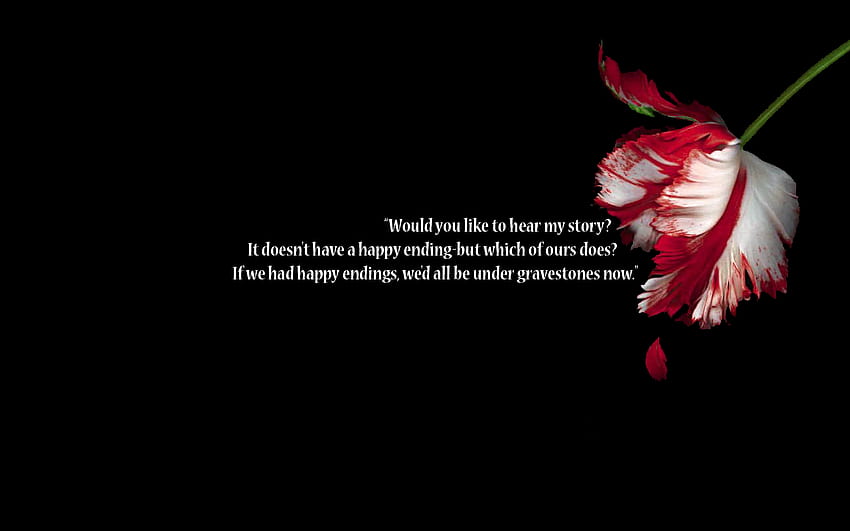 “Would you like to hear my story?
It doesn't have a happy ending-but which of ours does?
If we had happy endings, we'd all be under gravestones now.”